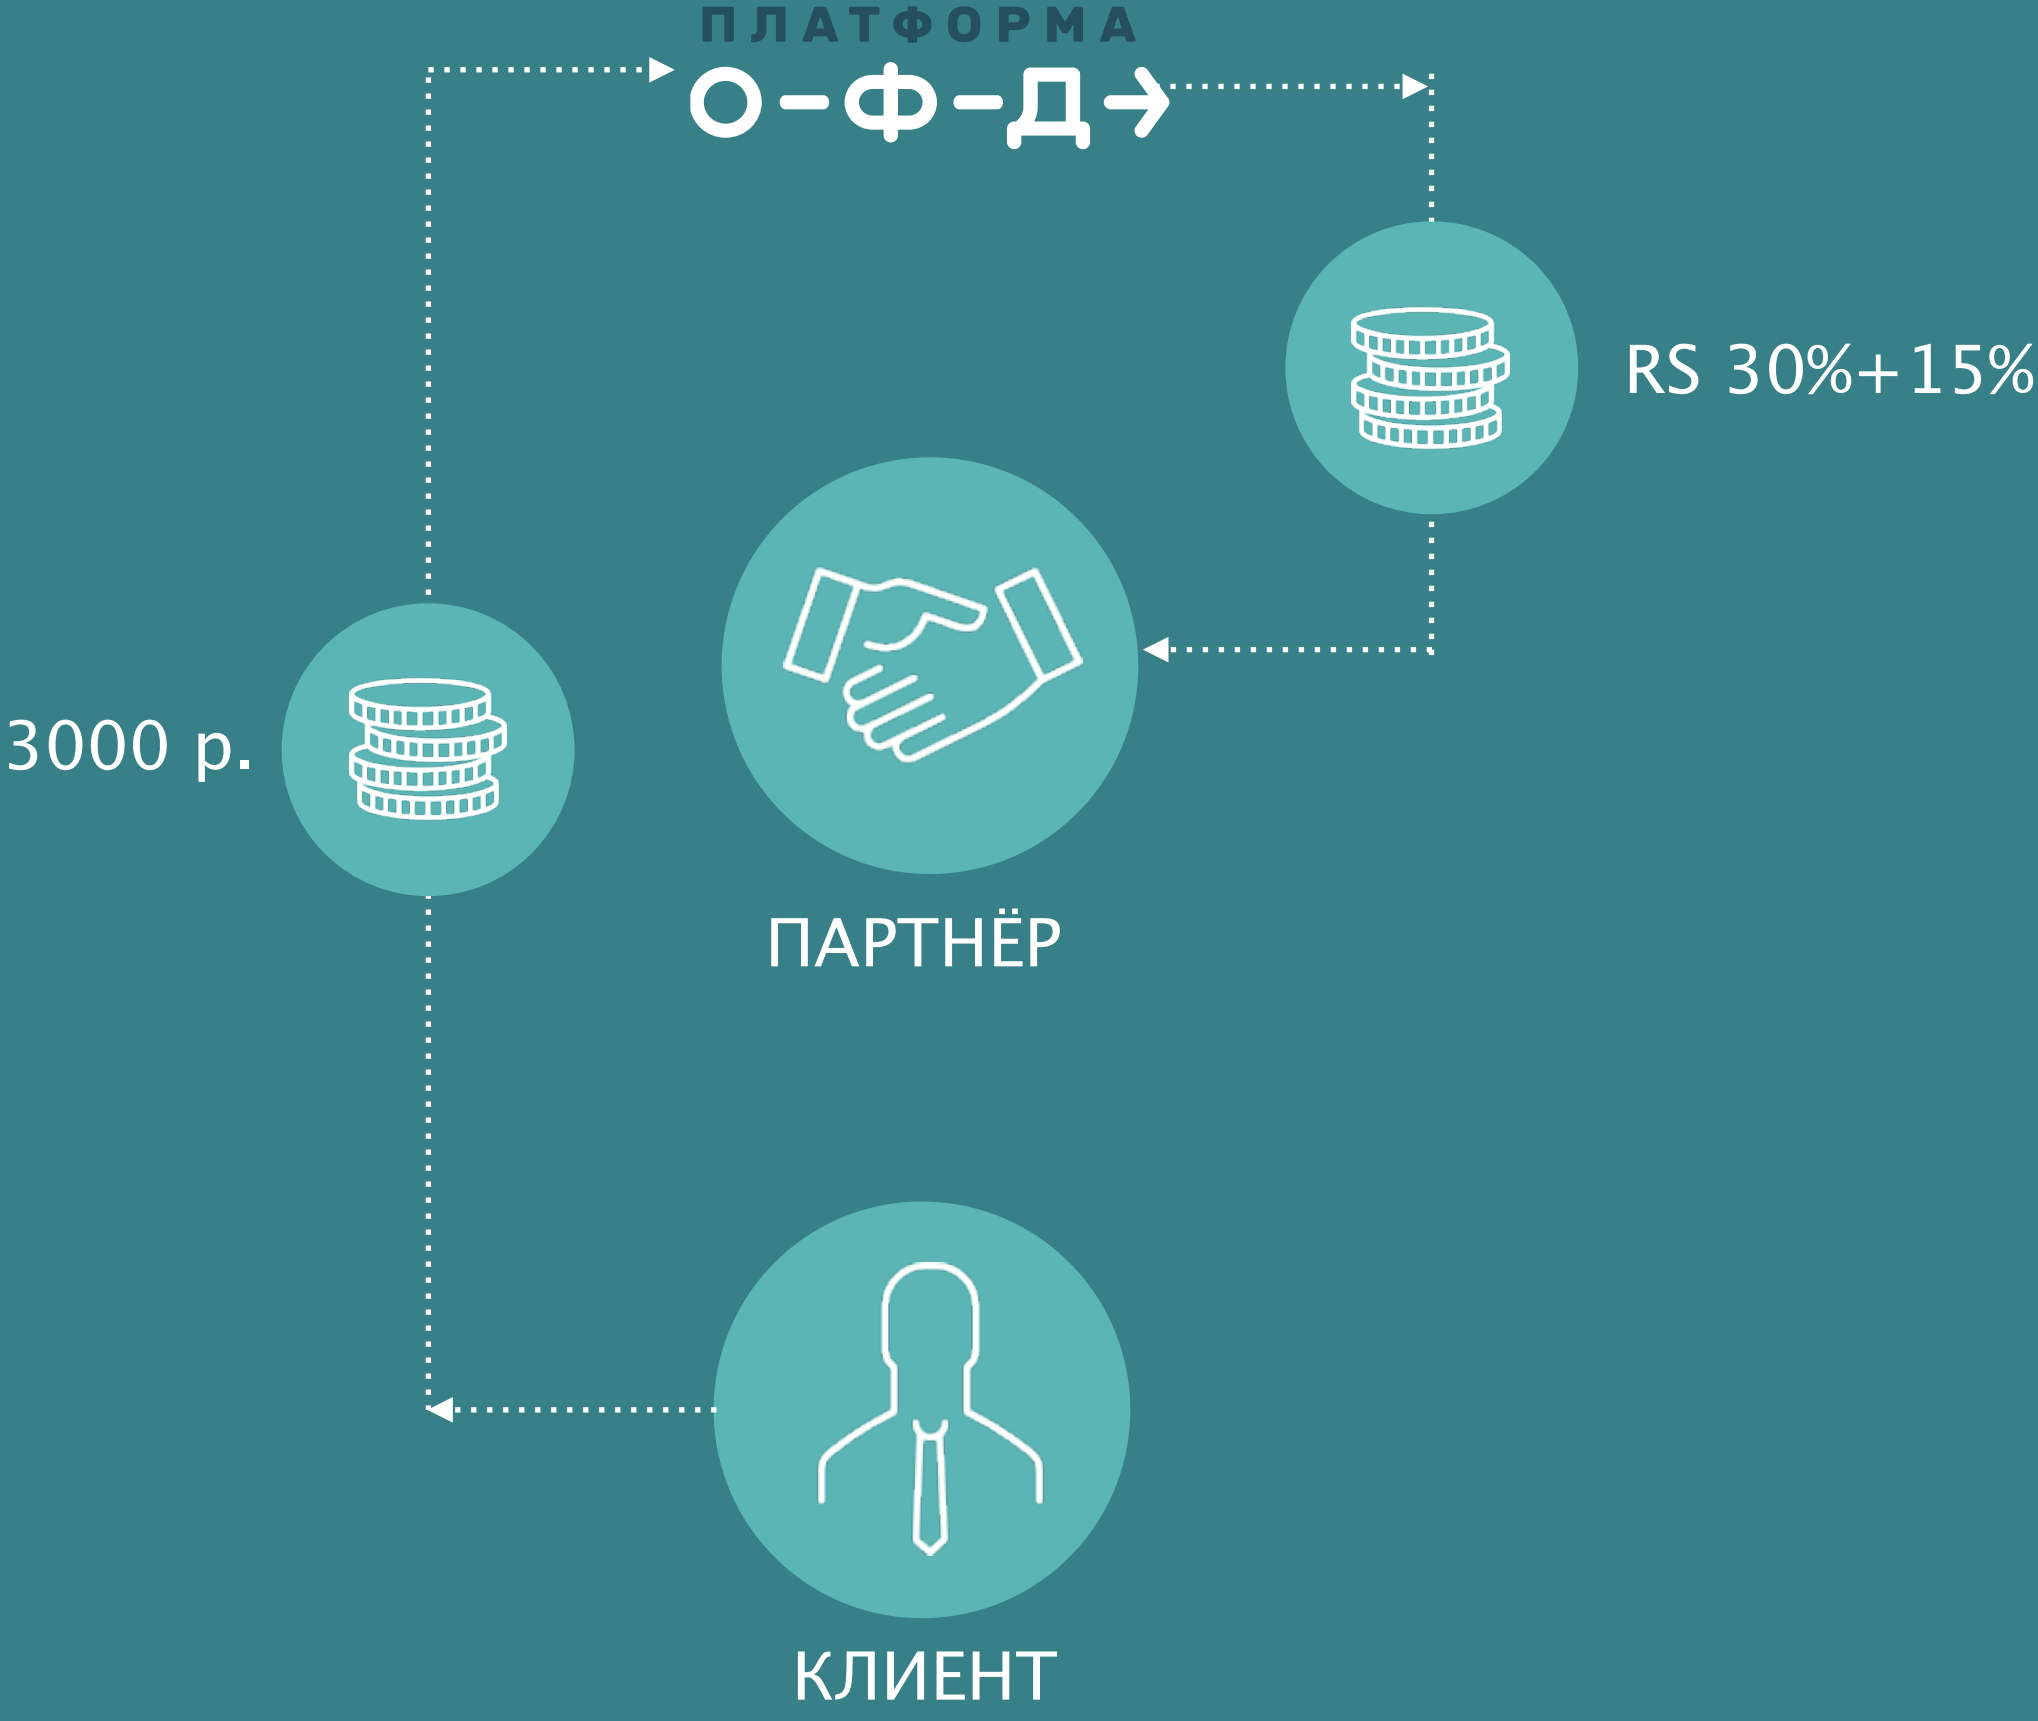 ПЛАТФОРМА
О-Ф-Д→
RS 30%+15%
3000 р.
ПАРТНЁР
КЛИЕНТ